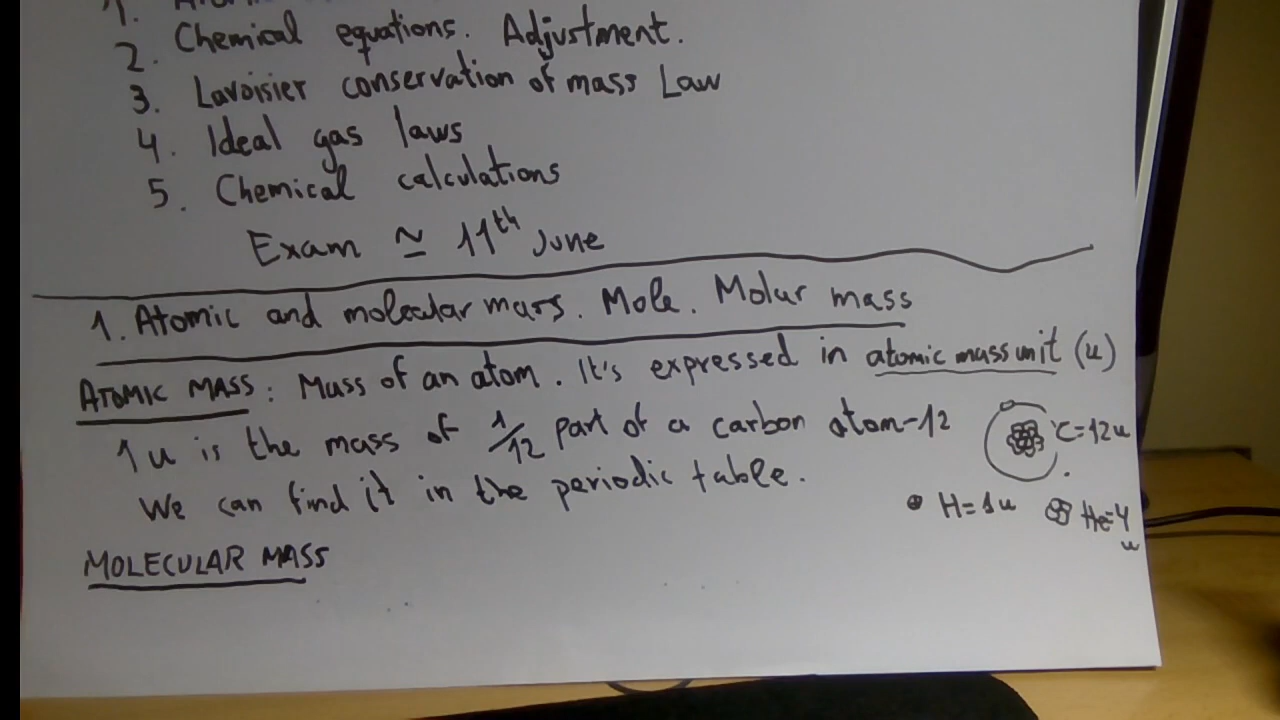 1.
2. Chemical equations. Adjustment.
3. Lavoisier conservation of mass Law
4. Ideal gas laws
5. Chemical calculations
Exam ≃ 11th June
1. Atomic and molecular mass. Mole. Molar mass
ATOMIC MASS: Mass of an atom. It's expressed in atomic mass unit (u)
1 u is the mass of 1/12 part of a carbon atom-12
C=12u
We can find it in the periodic table.
H=1u He=4
u
MOLECULAR MASS